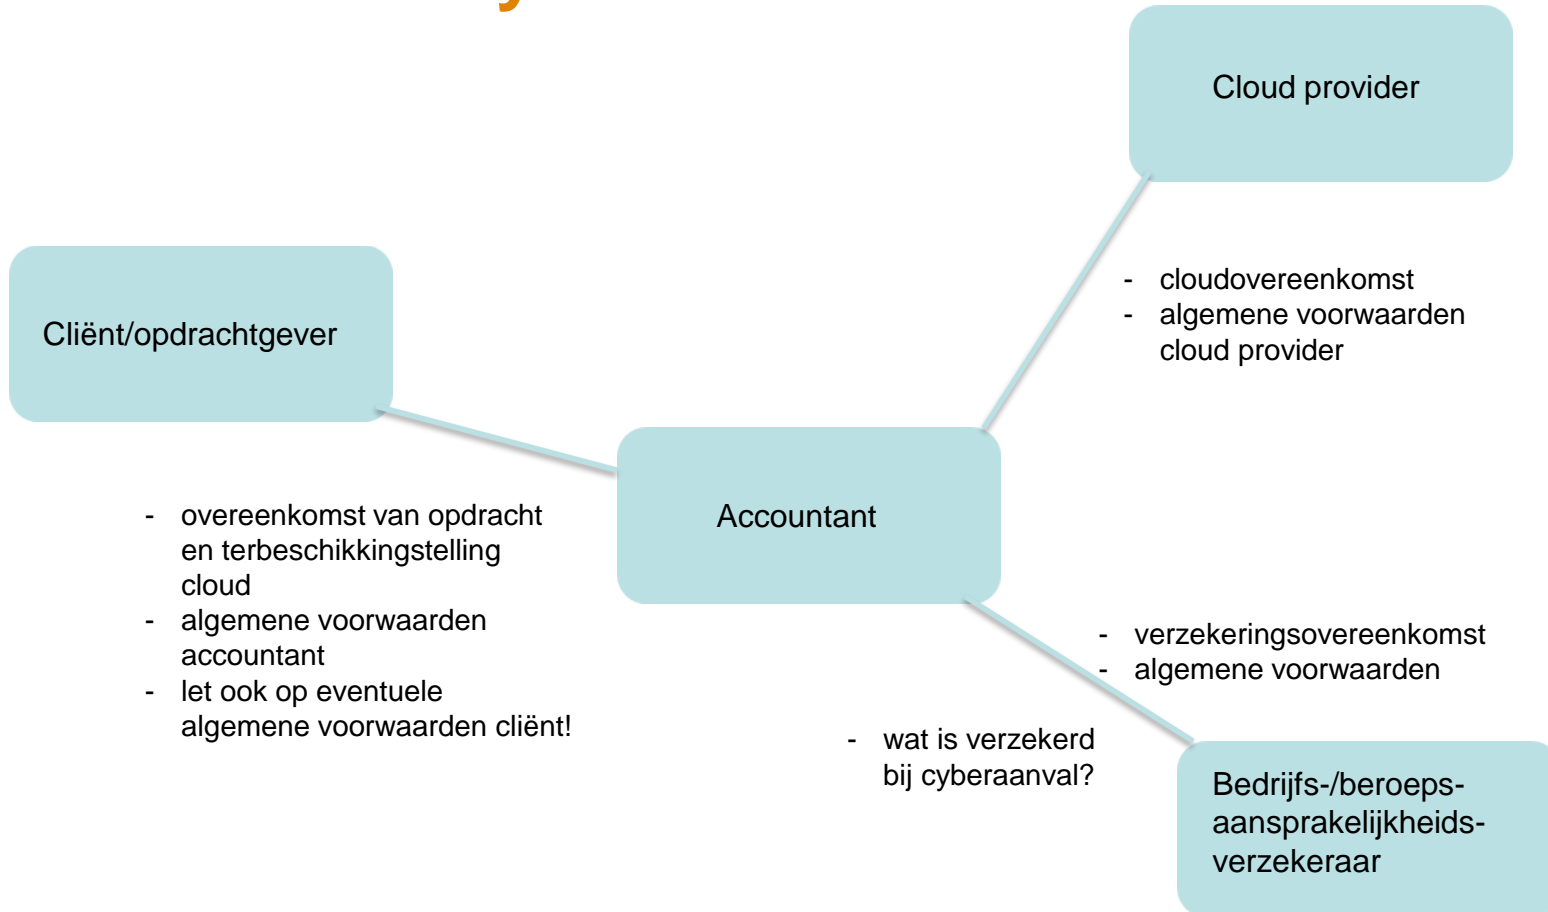 Cloud provider
- cloudovereenkomst
- algemene voorwaarden
cloud provider
Cliënt/opdrachtgever
- overeenkomst van opdracht
en terbeschikkingstelling
cloud
- algemene voorwaarden
accountant
- let ook op eventuele
algemene voorwaarden cliënt!
Accountant
- verzekeringsovereenkomst
- algemene voorwaarden
- wat is verzekerd
bij cyberaanval?
Bedrijfs-/beroeps-
aansprakelijkheids-
verzekeraar